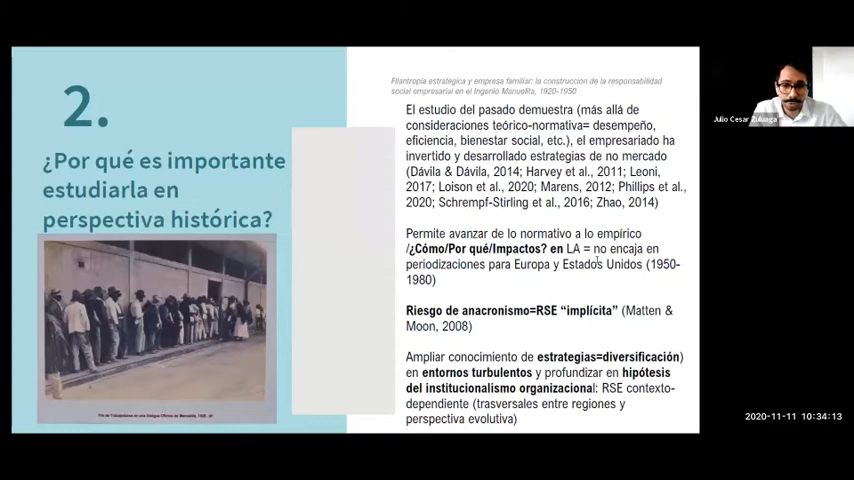 2.
¿Por qué es importante
estudiarla en
perspectiva histórica?
Filantropía estratégica y empresa familiar: la construcción de la responsabilidad
social empresarial en el Ingenio Manuelita, 1920-1950
El estudio del pasado demuestra (más allá de
consideraciones teórico-normativa= desempeño,
eficiencia, bienestar social, etc.), el empresariado ha
invertido y desarrollado estrategias de no mercado
(Dávila & Dávila, 2014; Harvey et al., 2011; Leoni,
2017; Loison et al., 2020; Marens, 2012; Phillips et al.,
2020; Schrempf-Stirling et al., 2016; Zhao, 2014)
Permite avanzar de lo normativo a lo empírico
/¿Cómo/Por qué/Impactos? en LA = no encaja en
periodizaciones para Europa y Estados Unidos (1950-
1980)
Riesgo de anacronismo=RSE “implícita” (Matten &
Moon, 2008)
Ampliar conocimiento de estrategias=diversificación)
en entornos turbulentos y profundizar en hipótesis
del institucionalismo organizacional: RSE contexto-
dependiente (trasversales entre regiones y
perspectiva evolutiva)
Julio Cesar Zuluaga
2020-11-11 10:34:13